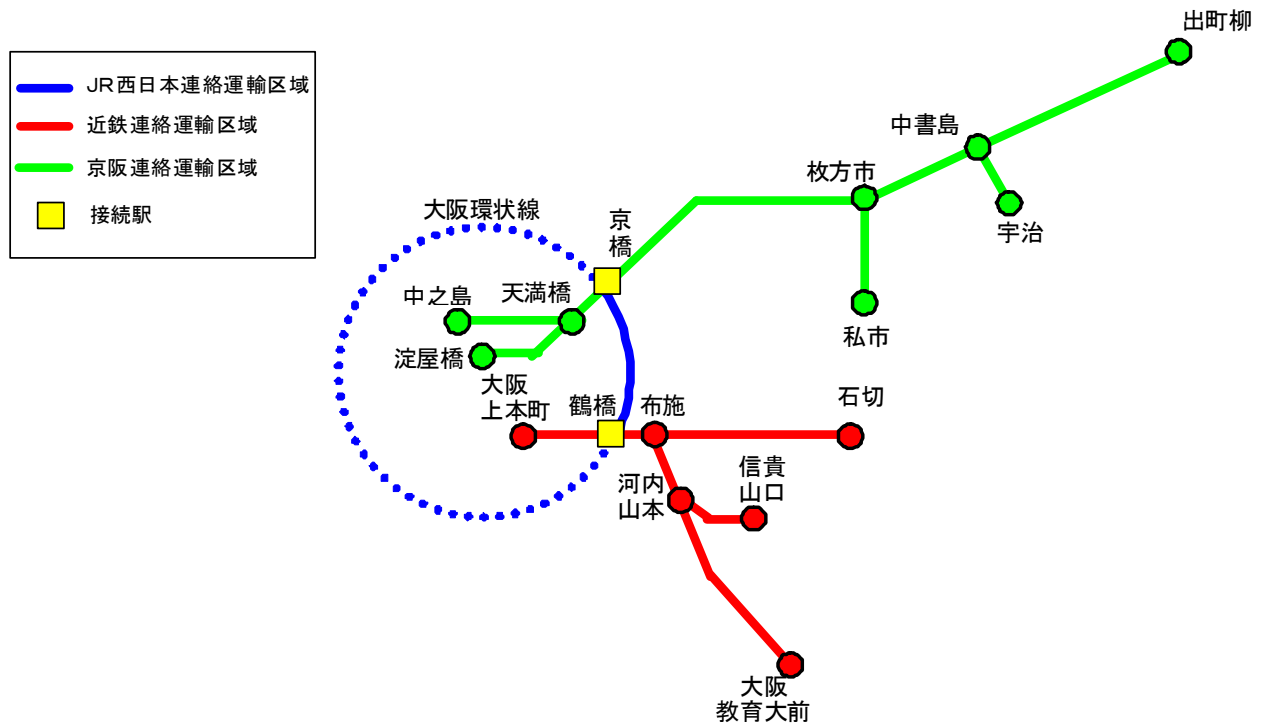 JR西日本連絡運輸区域
近鉄連絡運輸区域
京阪連絡運輸区域
接続駅
出町柳
中書島
枚方市
宇治
大阪環状線
京
橋
中之島
天満橋
私市
淀屋橋
大阪
上本町
鶴橋
布施
石切
河内
山本
信貴
山口
大阪
教育大前